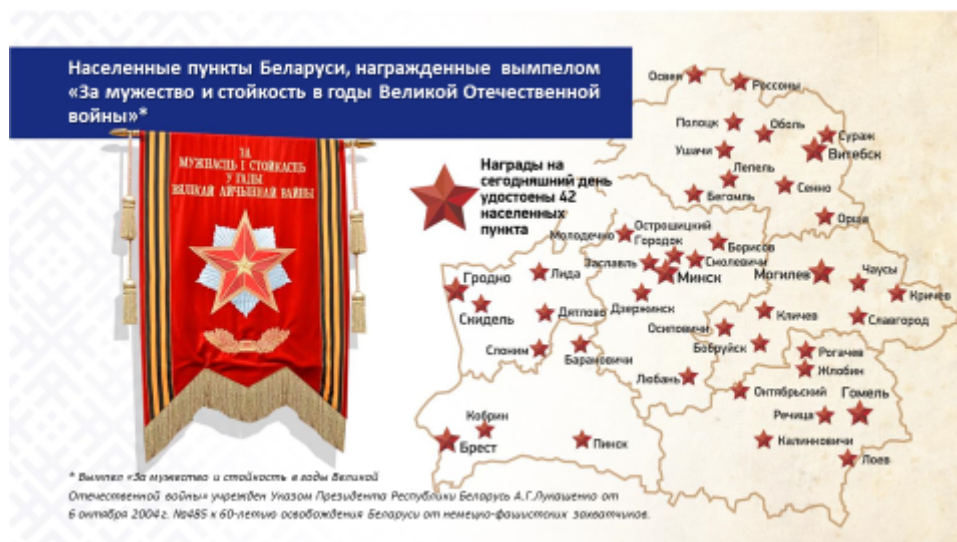 Населенные пункты Беларуси, награжденные вымпелом
«За мужество и стойкость в годы Великой Отечественной
войны»*
ЗА
МУЖНАСЦЬ І СТОЙКАСЦЬ
У ГАДЫ
ВЯЛІКАЙ АЙЧЫННАЙ ВАЙНЫ
Награды на
сегодняшний день
удостоены 42
населенных
пункта
Освея
Россоны
Полоцк
Оболь
Сураж
Ушачи
Витебск
Лепель
Сенно
Бегомль
Орша
Острошицкий
Городок
Молодечно
Борисов
Заславль
Смолевичи
Минск
Могилев
Чаусы
Кричев
Гродно
Лида
Скидель
Дятлово
Дзержинск
Кличев
Славгород
Осиповичи
Слоним
Барановичи
Бобруйск
Рогачев
Жлобин
Любань
Октябрьский
Гомель
Речица
Кобрин
Брест
Пинск
Калинковичи
Лоев
* Вымпел «За мужество и стойкость в годы Великой
Отечественной войны» учрежден Указом Президента Республики Беларусь А.Г.Лукашенко от
6 октября 2004 г. №485 к 60-летию освобождения Беларуси от немецко-фашистских захватчиков.